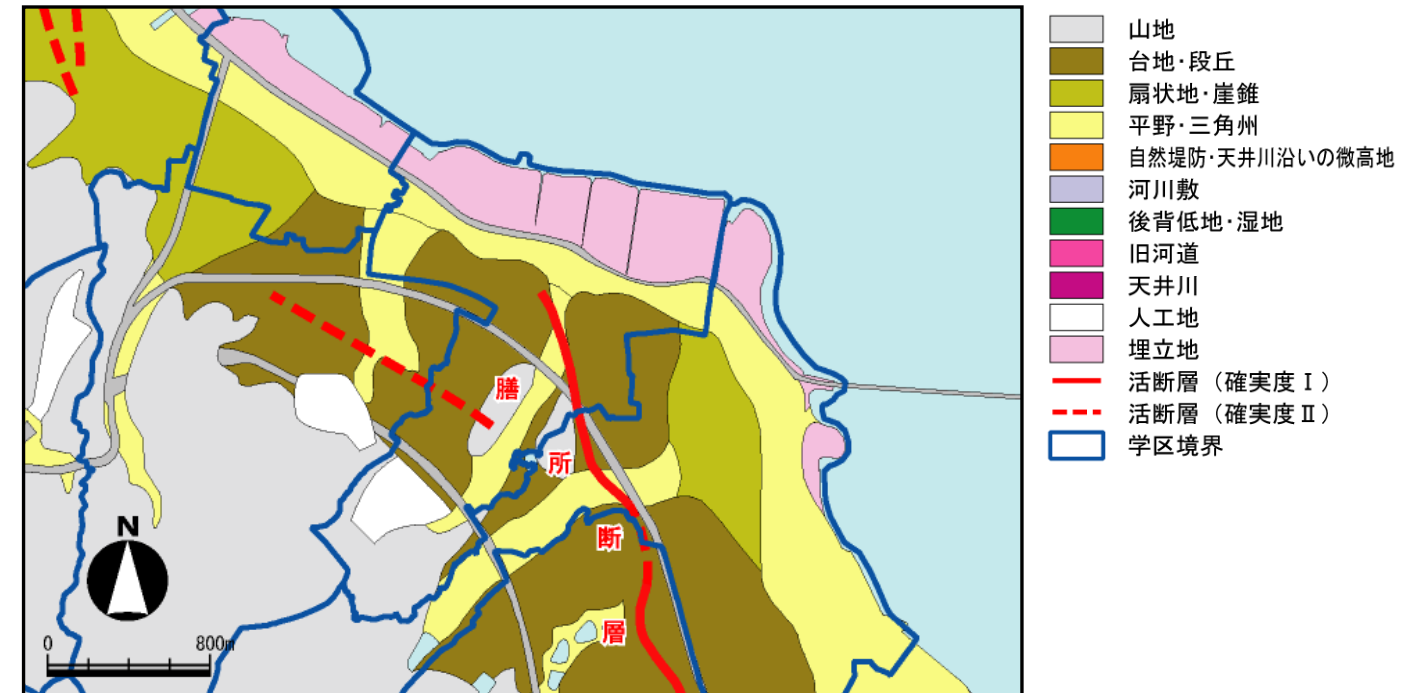 山地
台地・段丘
扇状地・崖錐
平野・三角州
自然堤防・天井川沿いの微高地
河川敷
後背低地・湿地
旧河道
天井川
人工地
埋立地
活断層（確実度Ⅰ）
活断層（確実度Ⅱ）
学区境界
膳
所
断
層
N
0 800m